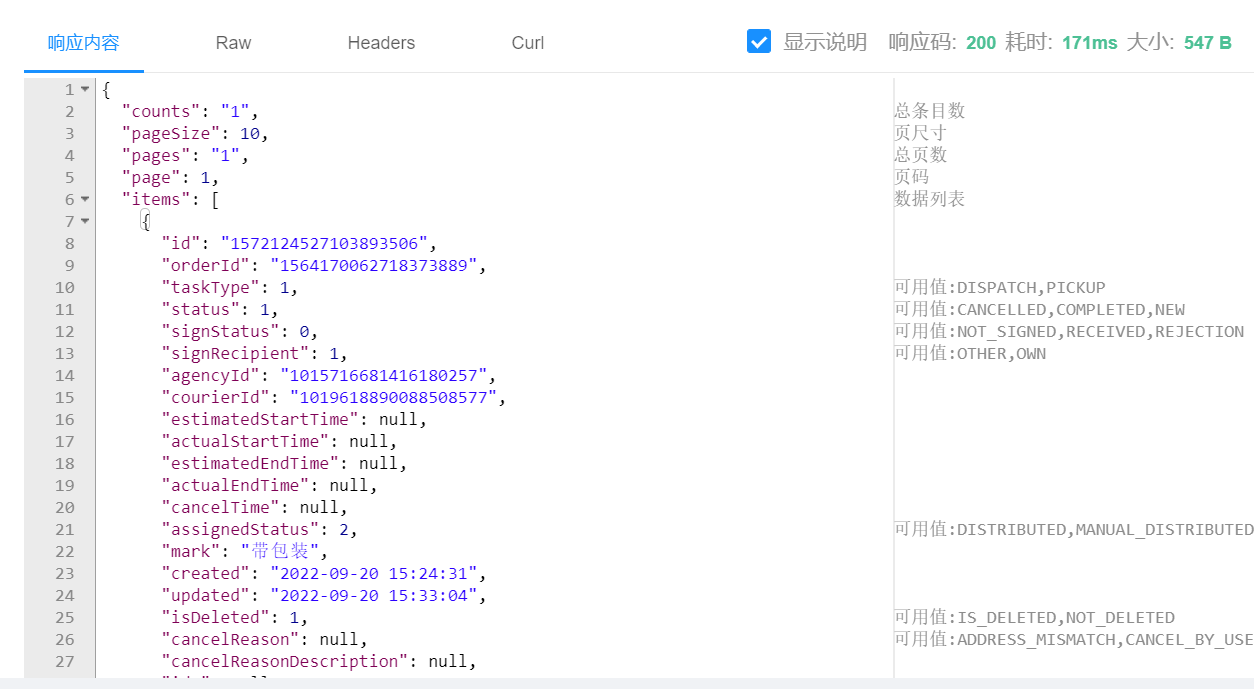 响应内容 Raw Headers Curl 显示说明 响应码: 200 耗时: 171ms 大小: 547 B
1 {
2 "counts": "1", 总条目数
3 "pageSize": 10, 页尺寸
4 "pages": "1", 总页数
5 "page": 1, 页码
6 "items": [ 数据列表
7 {
8 "id": "1572124527103893506",
9 "orderId": "1564170062718373889",
10 "taskType": 1, 可用值:DISPATCH,PICKUP
11 "status": 1, 可用值:CANCELLED,COMPLETED,NEW
12 "signStatus": 0, 可用值:NOT_SIGNED,RECEIVED,REJECTION
13 "signRecipient": 1, 可用值:OTHER,OWN
14 "agencyId": "1015716681416180257",
15 "courierId": "1019618890088508577",
16 "estimatedStartTime": null,
17 "actualStartTime": null,
18 "estimatedEndTime": null,
19 "actualEndTime": null,
20 "cancelTime": null,
21 "assignedStatus": 2, 可用值:DISTRIBUTED,MANUAL_DISTRIBUTED
22 "mark": "带包装",
23 "created": "2022-09-20 15:24:31",
24 "updated": "2022-09-20 15:33:04",
25 "isDeleted": 1, 可用值:IS_DELETED,NOT_DELETED
26 "cancelReason": null, 可用值:ADDRESS_MISMATCH,CANCEL_BY_USE
27 "cancelReasonDescription": null,